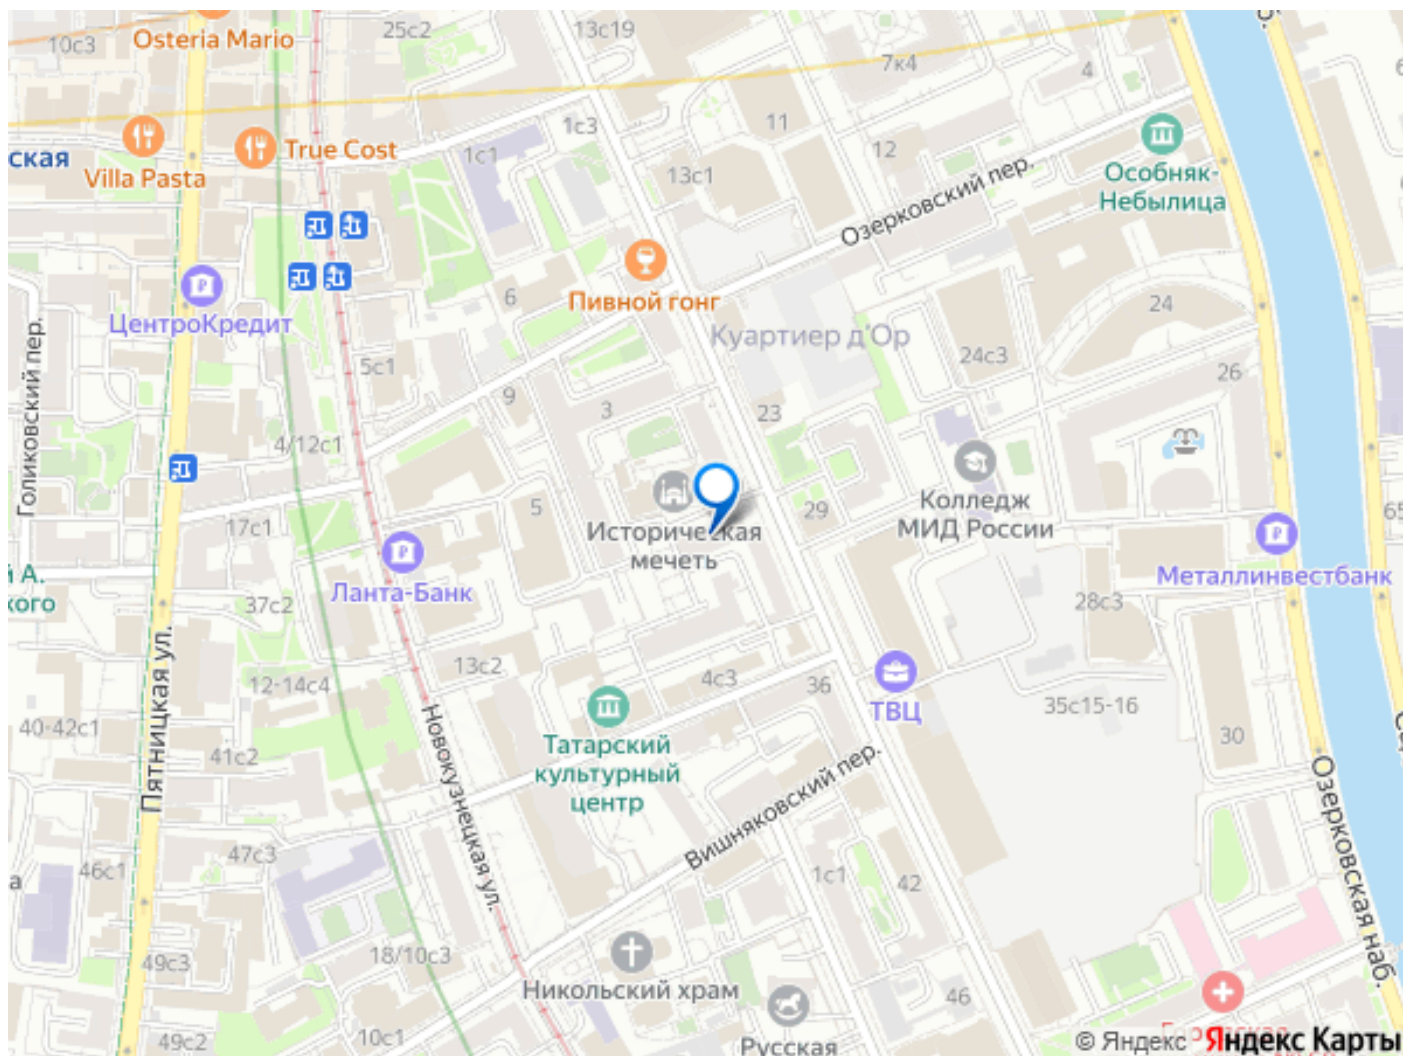 10с3
Osteria Mario
25с2
13с19
7к4
4
ская
Villa Pasta
True Cost
1с1
1с3
11
12
13с1
Озерковский пер.
Особняк-
Небылица
ЦентроКредит
6
Пивной гонг
Куартиер д'Ор
24
24с3
26
5с1
9
3
23
Голиковский пер.
4/12с1
17с1
5
Историческая
мечеть
29
Колледж
МИД России
65
Металлинвестбанк
Ланта-Банк
й А.
кого
37с2
28с3
Пятницкая ул.
12-14с4
13с2
4с3
36
ТВЦ
35с15-16
30
40-42с1
41с2
Новокузнецкая ул.
Татарский
культурный
центр
Вишняковский пер.
Озерковская наб.
46с1
47с3
а
1с1
42
49с3
18/10с3
Никольский храм
46
49с2
10с1
Русская
© Яндекс
Яндекс Карты